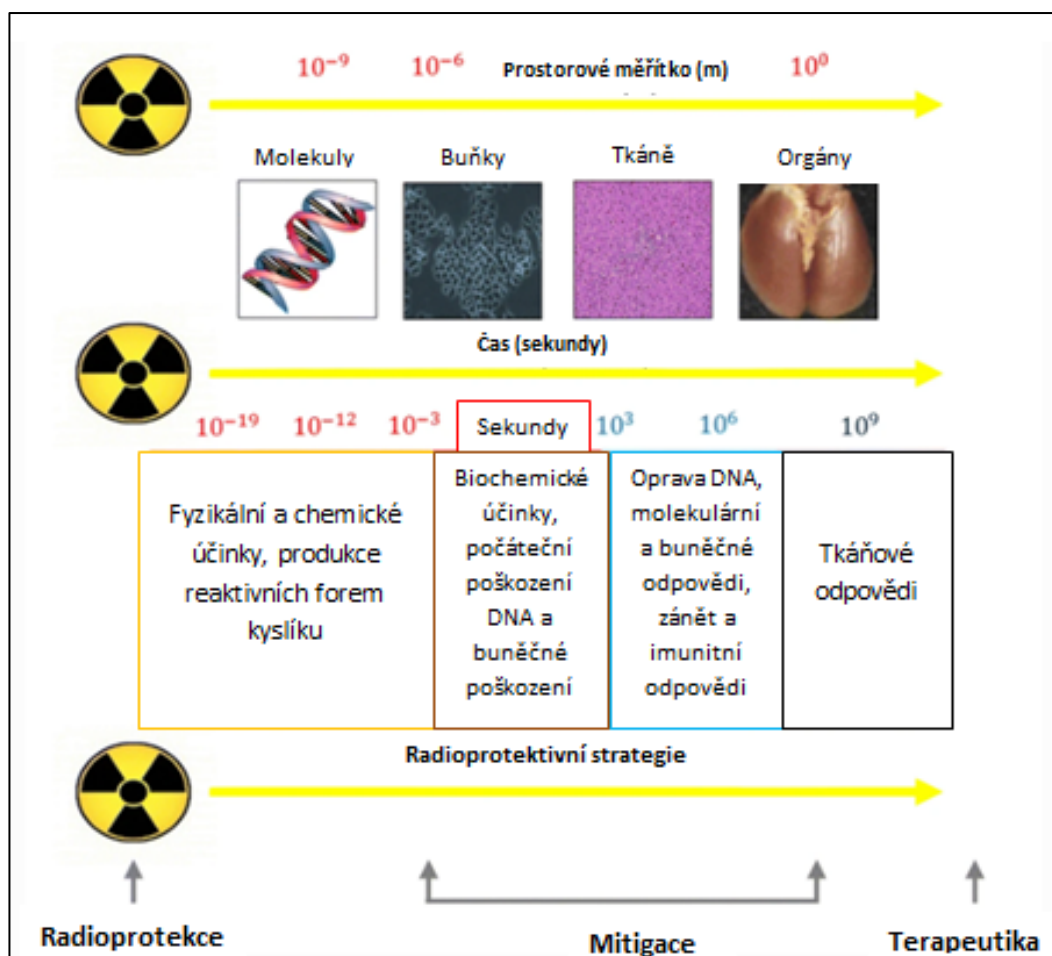 10⁻⁹ 10⁻⁶ Prostorové měřítko (m) 10⁰
Molekuly Buňky Tkáně Orgány
Čas (sekundy)
10⁻¹⁹ 10⁻¹² 10⁻³ Sekundy 10³ 10⁶ 10⁹
Fyzikální a chemické
účinky, produkce
reaktivních forem
kyslíku
Biochemické
účinky,
počáteční
poškození
DNA a
buněčné
poškození
Oprava DNA,
molekulární
a buněčné
odpovědi,
zánět a
imunitní
odpovědi
Tkáňové
odpovědi
Radioprotektivní strategie
Radioprotekce Mitigace Terapeutika